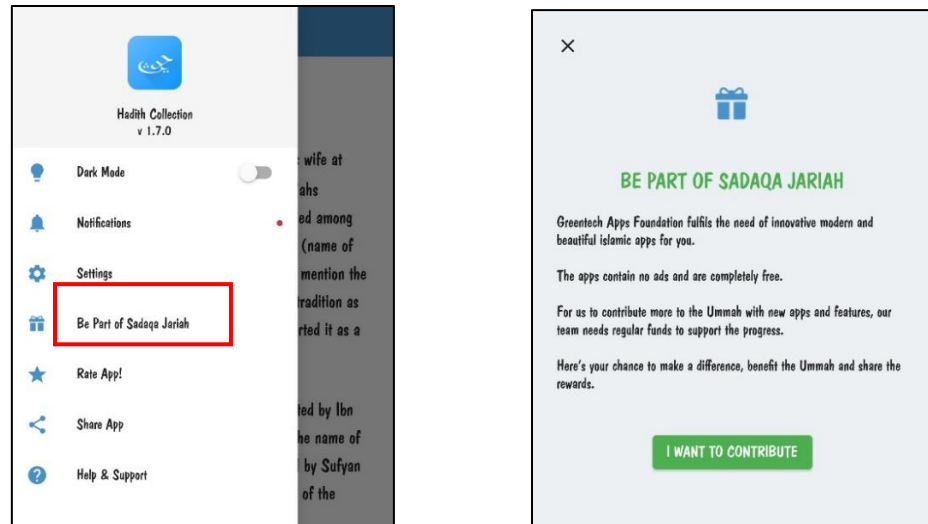 حديث
Hadith Collection
v 1.7.0
Dark Mode
Notifications
Settings
Be Part of Sadaqa Jariah
Rate App!
Share App
Help & Support
wife at
ahs
ed among
(name of
mention the
tradition as
rted it as a
ted by Ibn
he name of
by Sufyan
of the
BE PART OF SADAQA JARIAH
Greentech Apps Foundation fulfils the need of innovative modern and
beautiful islamic apps for you.
The apps contain no ads and are completely free.
For us to contribute more to the Ummah with new apps and features, our
team needs regular funds to support the progress.
Here's your chance to make a difference, benefit the Ummah and share the
rewards.
I WANT TO CONTRIBUTE